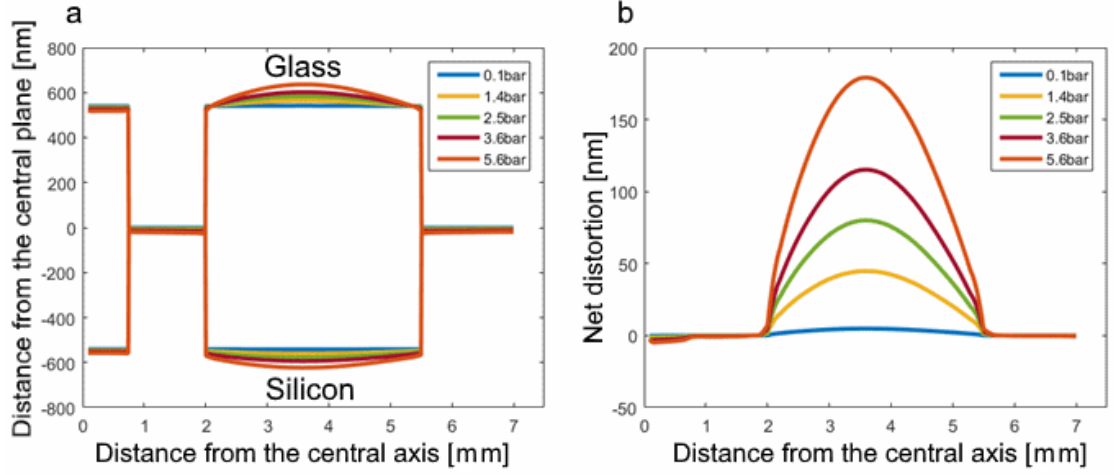 a
Distance from the central plane [nm]
800
600
400
200
0
-200
-400
-600
-800
Glass
Silicon
0.1bar
1.4bar
2.5bar
3.6bar
5.6bar
0 1 2 3 4 5 6 7
Distance from the central axis [mm]
b
Net distortion [nm]
200
150
100
50
0
-50
0.1bar
1.4bar
2.5bar
3.6bar
5.6bar
0 1 2 3 4 5 6 7
Distance from the central axis [mm]